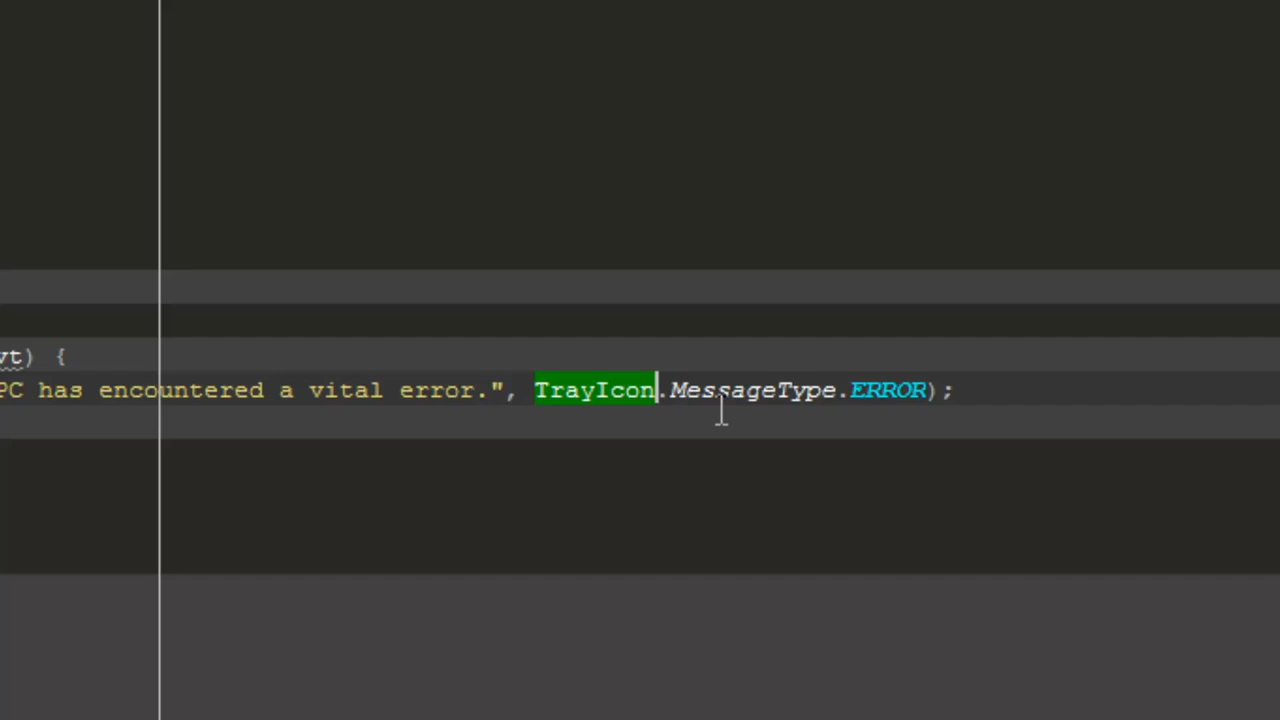 vt) {
PC has encountered a vital error.", TrayIcon.MessageType.ERROR);